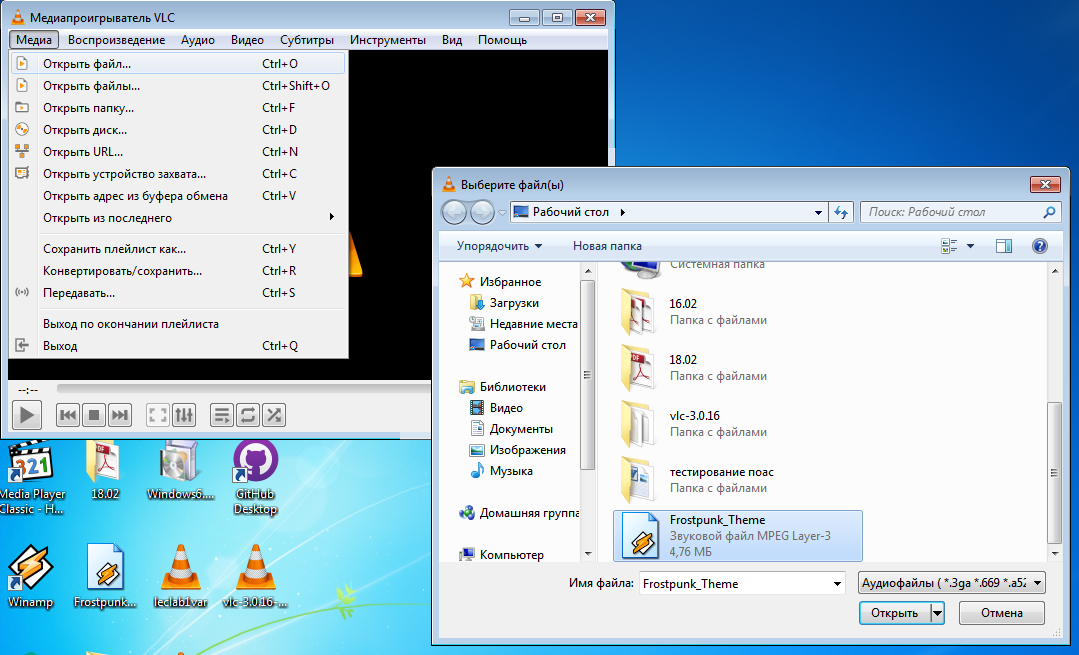 Медиапроигрыватель VLC
Медиа Воспроизведение Аудио Видео Субтитры Инструменты Вид Помощь
Открыть файл... Ctrl+O
Открыть файлы... Ctrl+Shift+O
Открыть папку... Ctrl+F
Открыть диск... Ctrl+D
Открыть URL... Ctrl+N
Открыть устройство захвата... Ctrl+C
Открыть адрес из буфера обмена Ctrl+V
Открыть из последнего
Сохранить плейлист как... Ctrl+Y
Конвертировать/сохранить... Ctrl+R
Передавать... Ctrl+S
Выход по окончании плейлиста
Выход Ctrl+Q
--:--
Выберите файл(ы)
Рабочий стол
Поиск: Рабочий стол
Упорядочить Новая папка
Избранное
Загрузки
Недавние места
Рабочий стол
Библиотеки
Видео
Документы
Изображения
Музыка
Домашняя группа
Компьютер
Системная папка
16.02
Папка с файлами
18.02
Папка с файлами
vlc-3.0.16
Папка с файлами
тестирование поас
Папка с файлами
Frostpunk_Theme
Звуковой файл MPEG Layer-3
4,76 МБ
Имя файла: Frostpunk_Theme
Аудиофайлы ( *.3ga *.669 *.a52
Открыть Отмена
321
Media Player
Classic - H...
PDF
18.02
Windows6....
GitHub
Desktop
Winamp
Frostpunk...
leclab1var
vlc-3.0.16-...